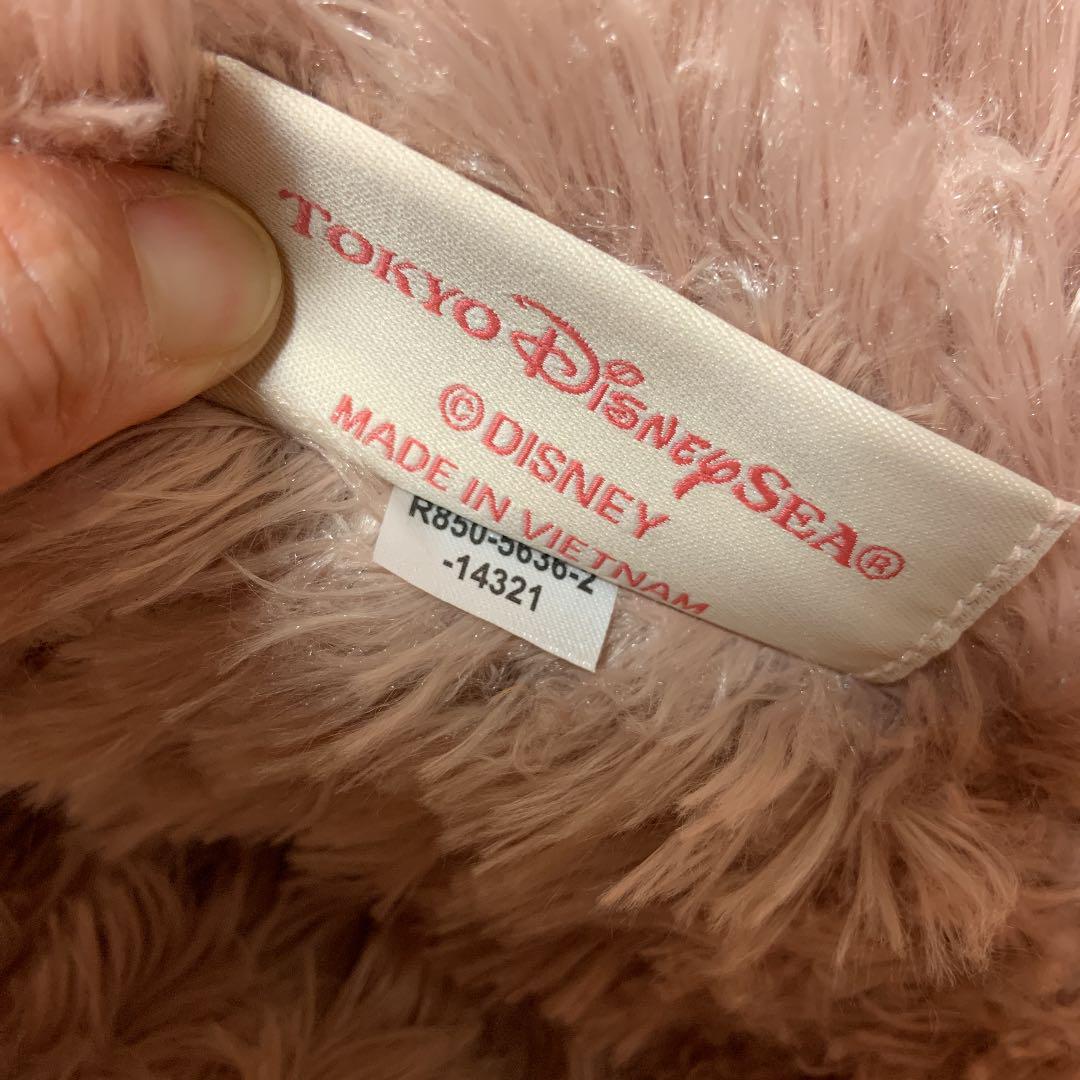 TOKYO DISNEYSEA®
©DISNEY
MADE IN VIETNAM
R850-5636-2
-14321